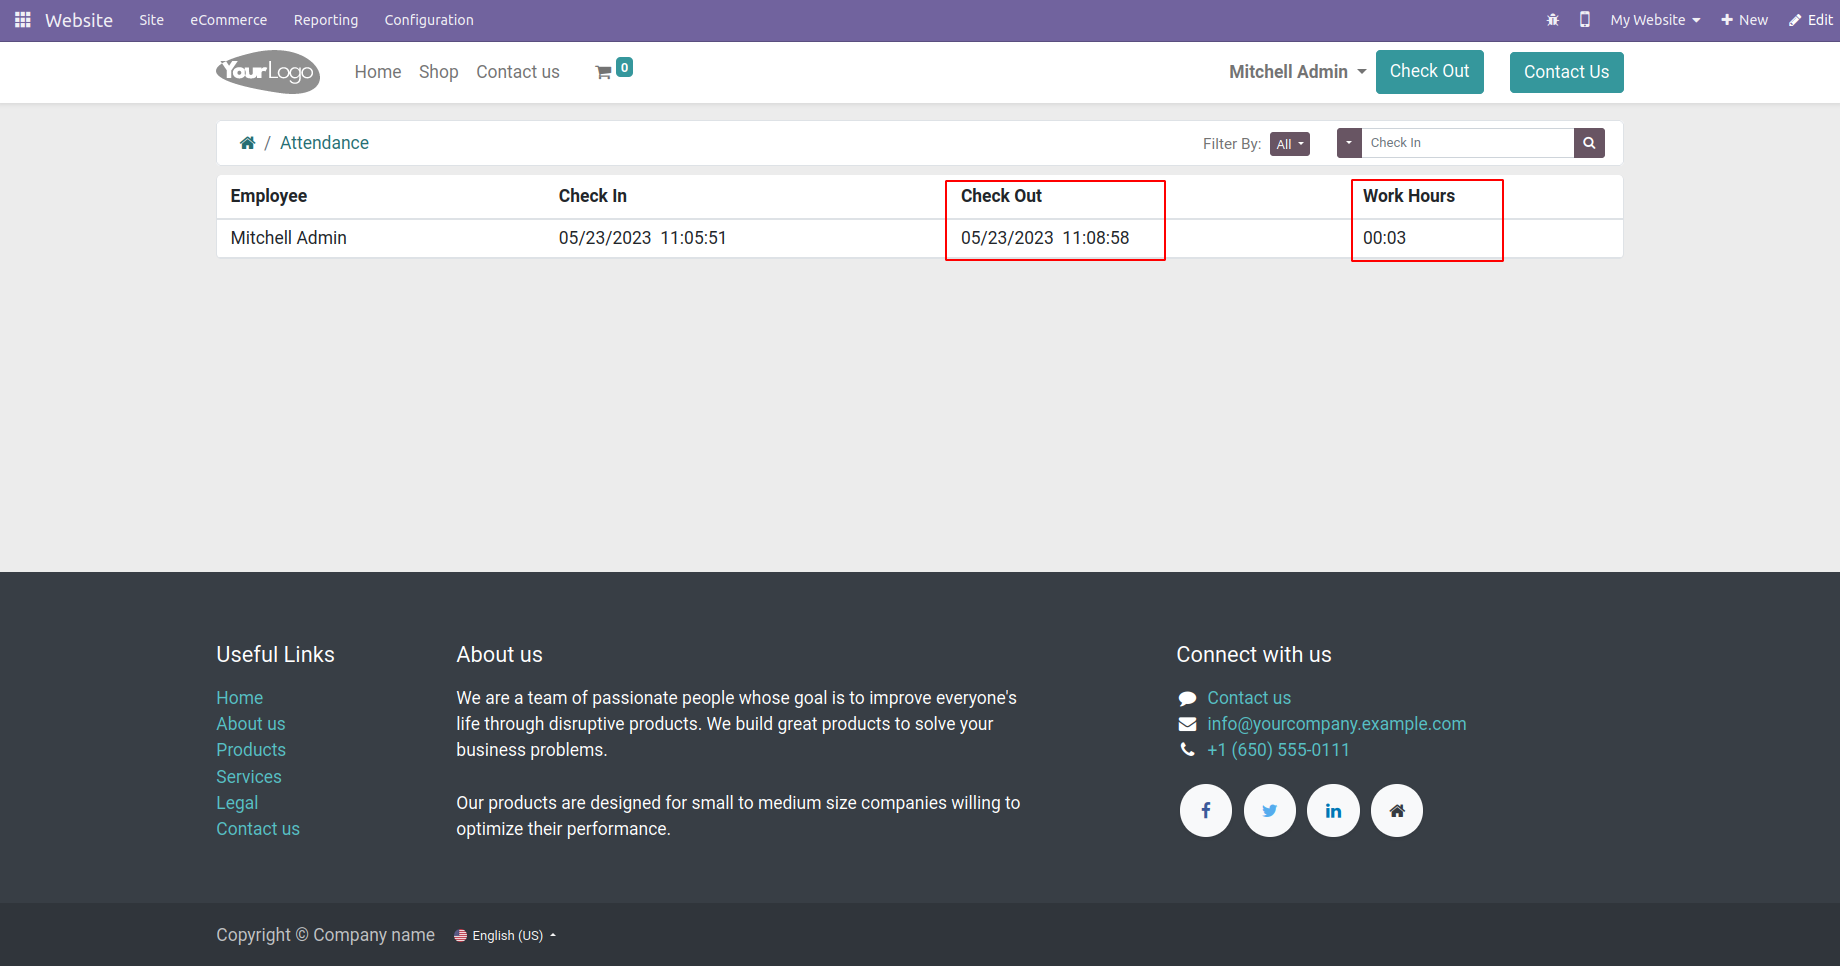 Website Site eCommerce Reporting Configuration My Website New Edit
YourLogo Home Shop Contact us 0 Mitchell Admin Check Out Contact Us
/ Attendance Filter By: All Check In
Employee Check In Check Out Work Hours
Mitchell Admin 05/23/2023 11:05:51 05/23/2023 11:08:58 00:03
Useful Links
Home
About us
Products
Services
Legal
Contact us
About us
We are a team of passionate people whose goal is to improve everyone's
life through disruptive products. We build great products to solve your
business problems.
Our products are designed for small to medium size companies willing to
optimize their performance.
Connect with us
Contact us
info@yourcompany.example.com
+1 (650) 555-0111
Copyright © Company name English (US)